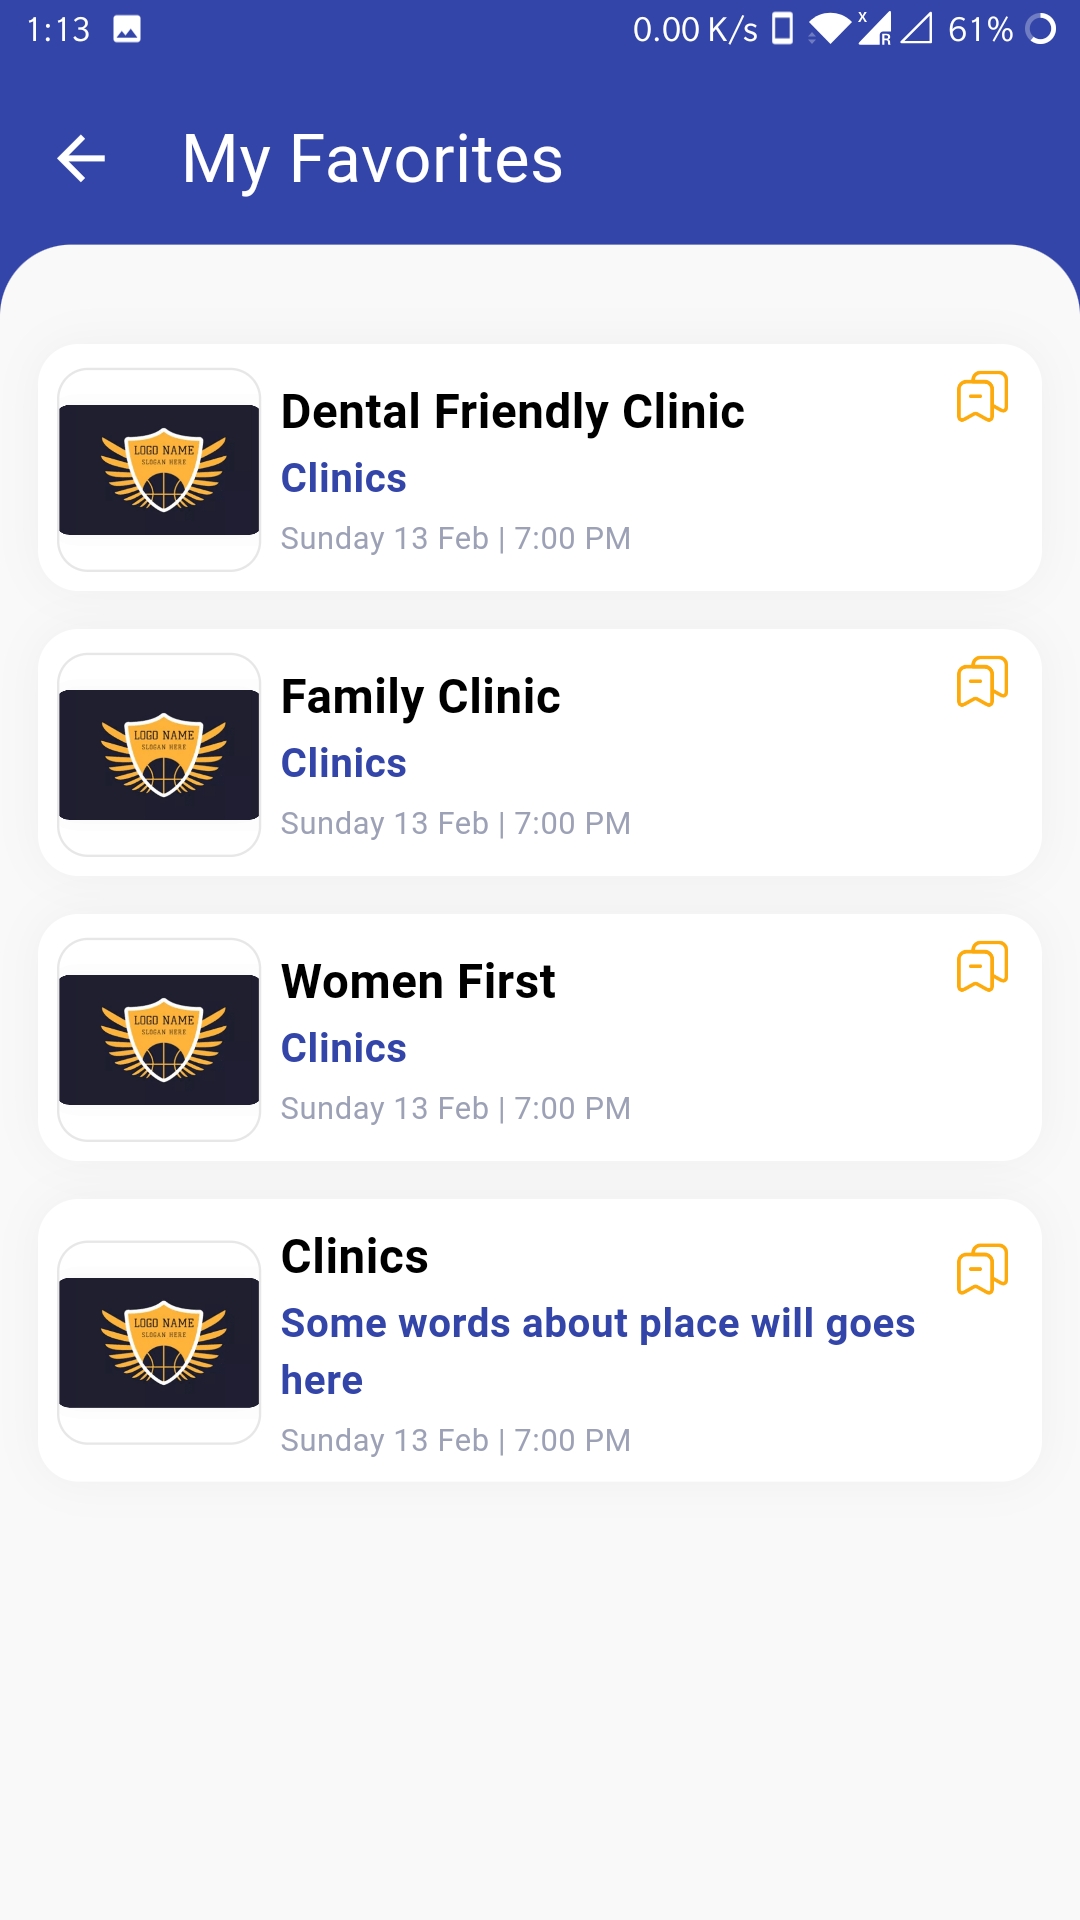 1:13 0.00 K/s x R 61%
My Favorites
LOGO NAME
SLOGAN HERE
Dental Friendly Clinic
Clinics
Sunday 13 Feb | 7:00 PM
LOGO NAME
SLOGAN HERE
Family Clinic
Clinics
Sunday 13 Feb | 7:00 PM
LOGO NAME
SLOGAN HERE
Women First
Clinics
Sunday 13 Feb | 7:00 PM
LOGO NAME
SLOGAN HERE
Clinics
Some words about place will goes
here
Sunday 13 Feb | 7:00 PM